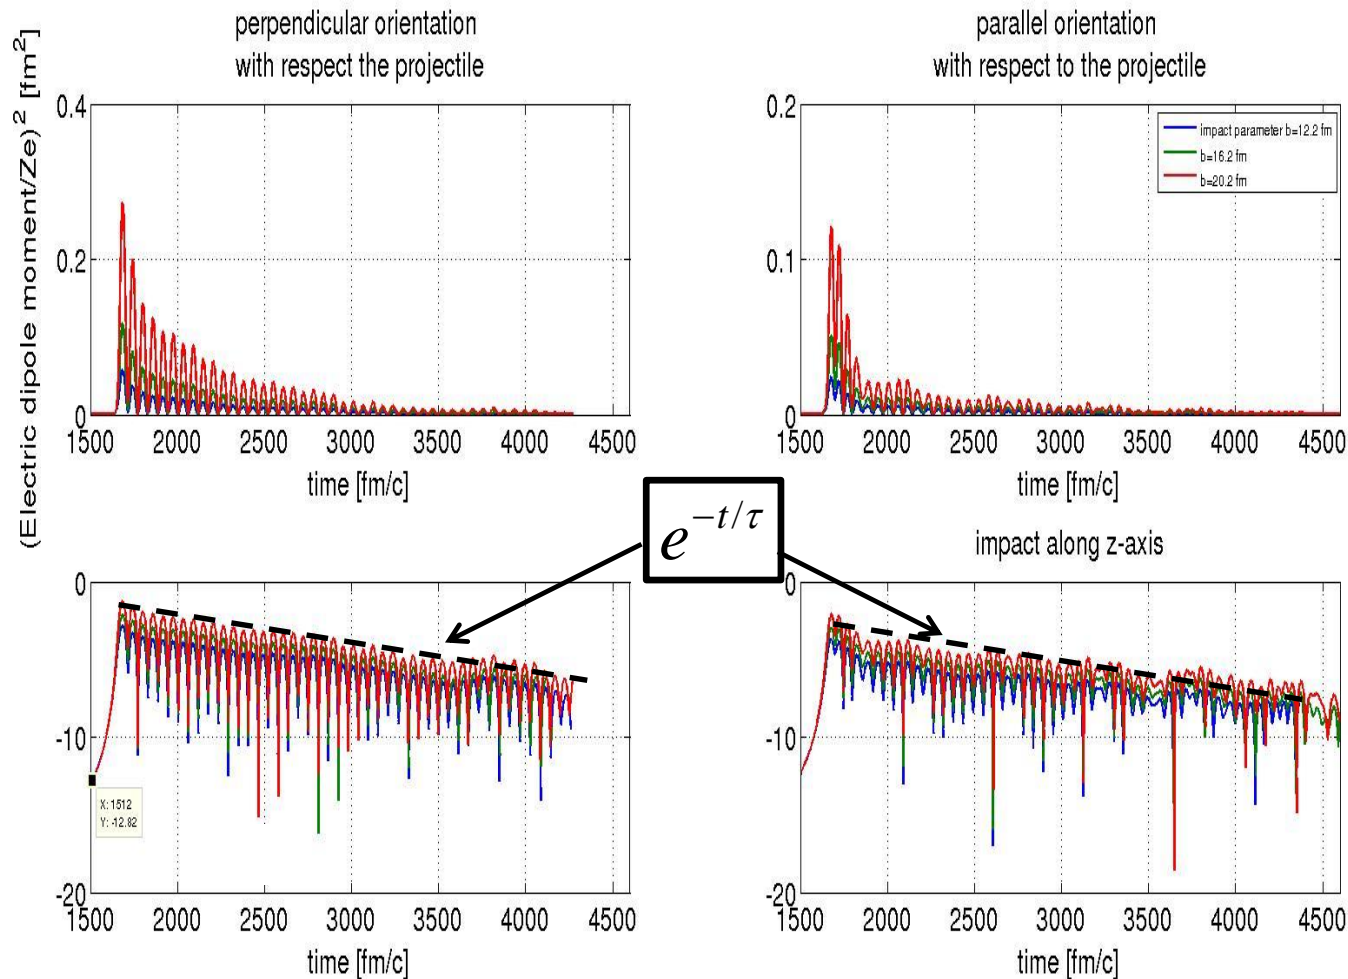 perpendicular orientation
with respect the projectile
parallel orientation
with respect to the projectile
(Electric dipole moment/Ze)² [fm²]
0.4
0.2
0
1500 2000 2500 3000 3500 4000 4500
time [fm/c]
0.2
0.1
0
impact parameter b=12.2 fm
b=16.2 fm
b=20.2 fm
1500 2000 2500 3000 3500 4000 4500
time [fm/c]
e^{-t/τ}
impact along z-axis
0
-10
-20
X: 1512
Y: -12.82
1500 2000 2500 3000 3500 4000 4500
time [fm/c]
0
-10
-20
1500 2000 2500 3000 3500 4000 4500
time [fm/c]